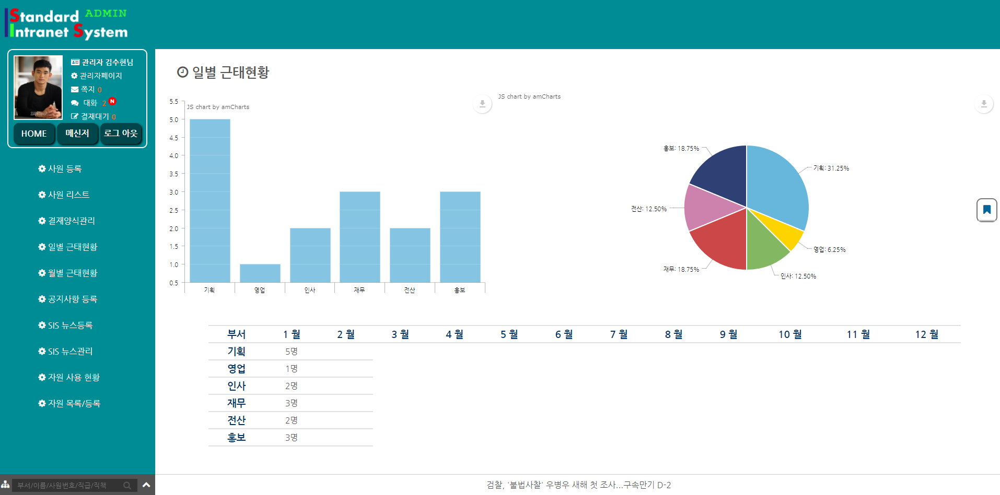 Standard ADMIN
Intranet System
관리자 김수현님
관리자페이지
쪽지 0
대화 2 N
결재대기 0
HOME 메신저 로그 아웃
사원 등록
사원 리스트
결재양식관리
일별 근태현황
월별 근태현황
공지사항 등록
SIS 뉴스등록
SIS 뉴스관리
자원 사용 현황
자원 목록/등록
부서/이름/사원번호/직급/직책
일별 근태현황
JS chart by amCharts
5.5
5.0
4.5
4.0
3.5
3.0
2.5
2.0
1.5
1.0
0.5
기획 영업 인사 재무 전산 홍보
JS chart by amCharts
홍보: 18.75%
기획: 31.25%
전산: 12.50%
영업: 6.25%
재무: 18.75%
인사: 12.50%
부서 1 월 2 월 3 월 4 월 5 월 6 월 7 월 8 월 9 월 10 월 11 월 12 월
기획 5명
영업 1명
인사 2명
재무 3명
전산 2명
홍보 3명
검찰, '불법사찰' 우병우 새해 첫 조사...구속만기 D-2